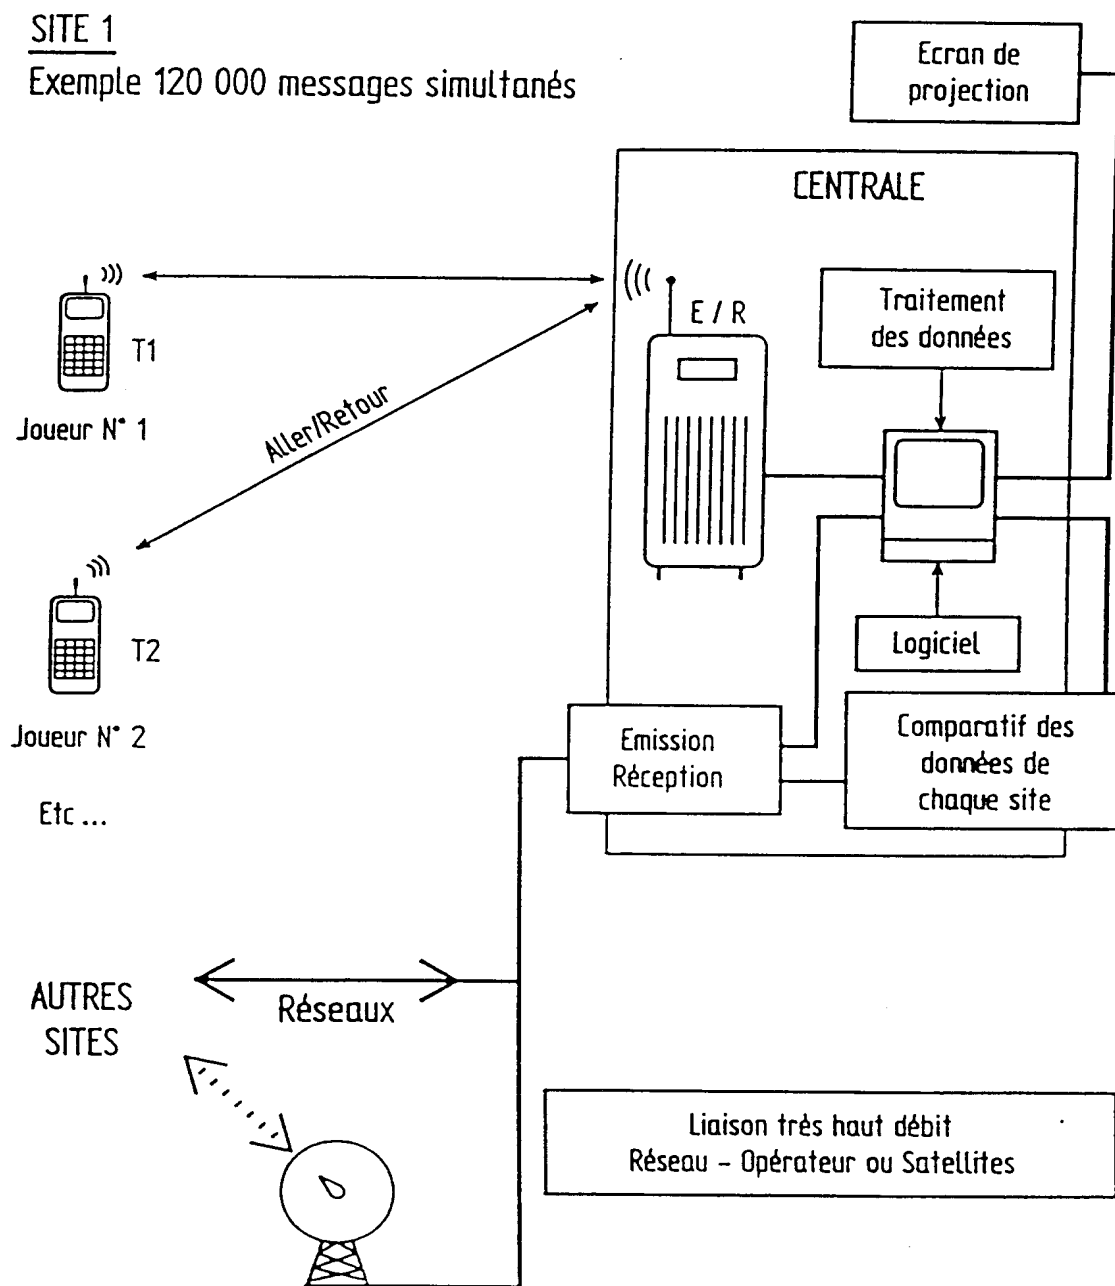 SITE 1
Exemple 120 000 messages simultanés
Ecran de
projection
CENTRALE
E / R
Traitement
des données
T1
Joueur N° 1
Aller/Retour
Logiciel
T2
Joueur N° 2
Etc ...
Emission
Réception
Comparatif des
données de
chaque site
AUTRES
SITES
Réseaux
Liaison trés haut débit
Réseau - Opérateur ou Satellites